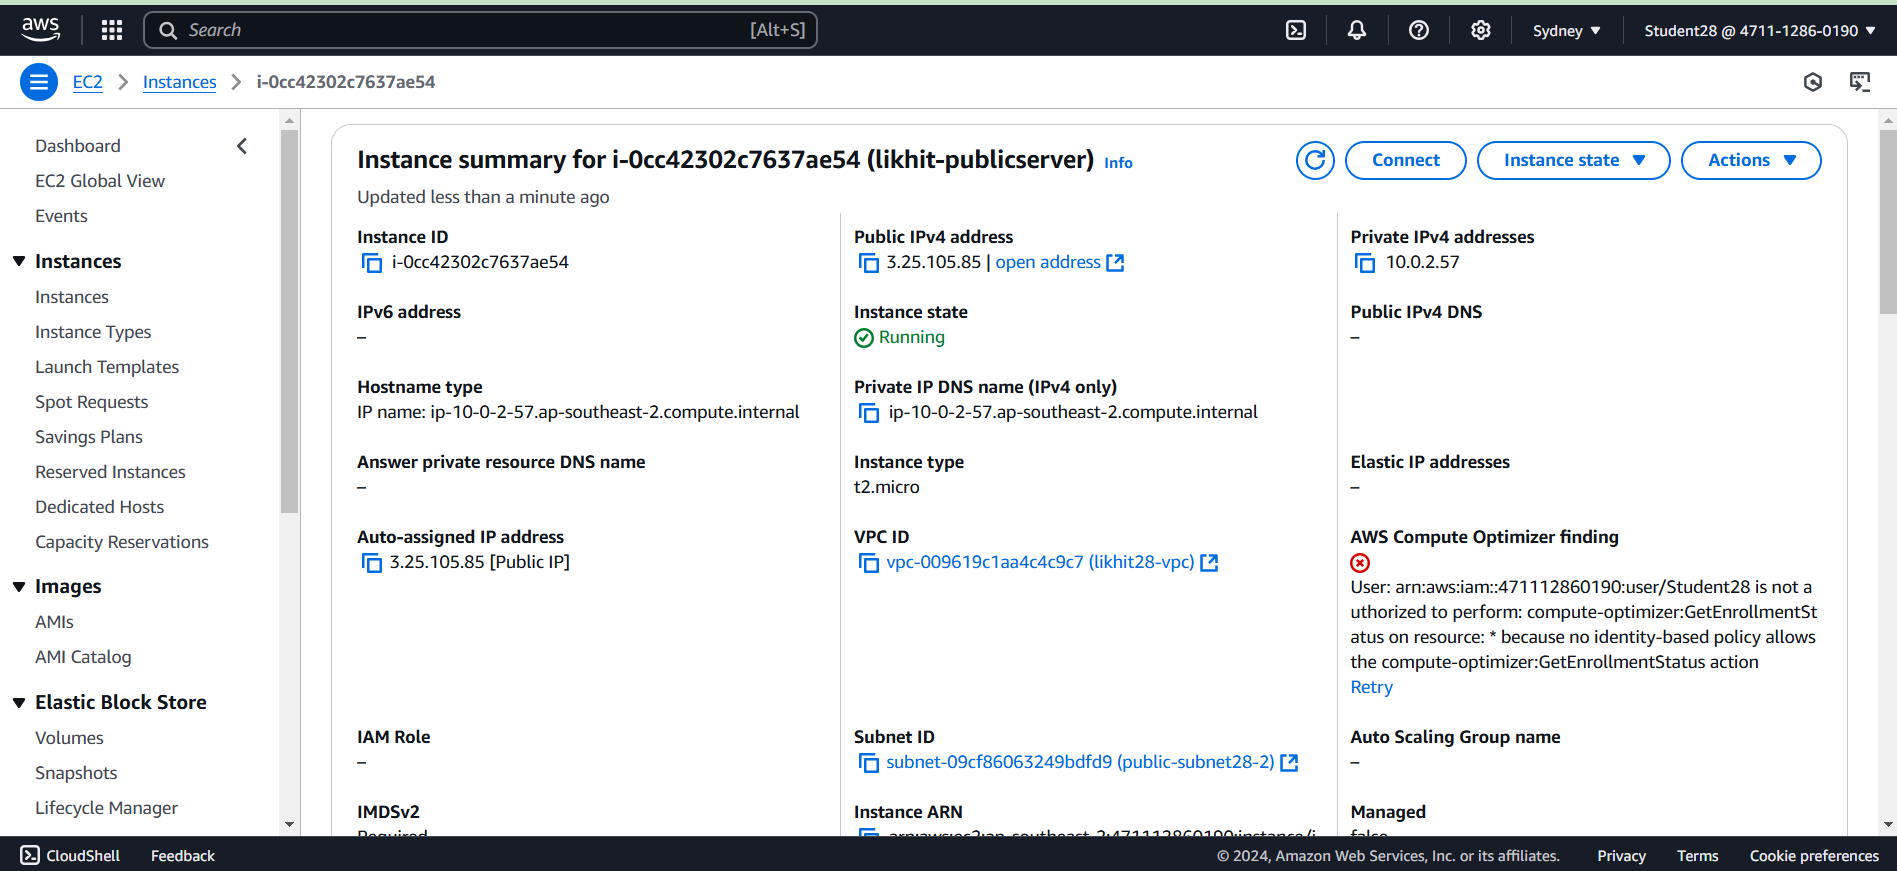 aws
Search
[Alt+S]
Sydney
Student28 @ 4711-1286-0190
EC2
Instances
i-0cc42302c7637ae54
Dashboard
EC2 Global View
Events
Instances
Instances
Instance Types
Launch Templates
Spot Requests
Savings Plans
Reserved Instances
Dedicated Hosts
Capacity Reservations
Images
AMIs
AMI Catalog
Elastic Block Store
Volumes
Snapshots
Lifecycle Manager
Instance summary for i-0cc42302c7637ae54 (likhit-publicserver) Info
Updated less than a minute ago
Connect
Instance state
Actions
Instance ID
i-0cc42302c7637ae54
Public IPv4 address
3.25.105.85 | open address
Private IPv4 addresses
10.0.2.57
IPv6 address
–
Instance state
Running
Public IPv4 DNS
–
Hostname type
IP name: ip-10-0-2-57.ap-southeast-2.compute.internal
Private IP DNS name (IPv4 only)
ip-10-0-2-57.ap-southeast-2.compute.internal
Answer private resource DNS name
–
Instance type
t2.micro
Elastic IP addresses
–
Auto-assigned IP address
3.25.105.85 [Public IP]
VPC ID
vpc-009619c1aa4c4c9c7 (likhit28-vpc)
AWS Compute Optimizer finding
User: arn:aws:iam::471112860190:user/Student28 is not a
uthorized to perform: compute-optimizer:GetEnrollmentSt
atus on resource: * because no identity-based policy allows
the compute-optimizer:GetEnrollmentStatus action
Retry
IAM Role
–
Subnet ID
subnet-09cf86063249bdfd9 (public-subnet28-2)
Auto Scaling Group name
–
IMDSv2
Required
Instance ARN
arn:aws:ec2:ap-southeast-2:471112860190:instance/i
Managed
false
CloudShell
Feedback
© 2024, Amazon Web Services, Inc. or its affiliates.
Privacy
Terms
Cookie preferences